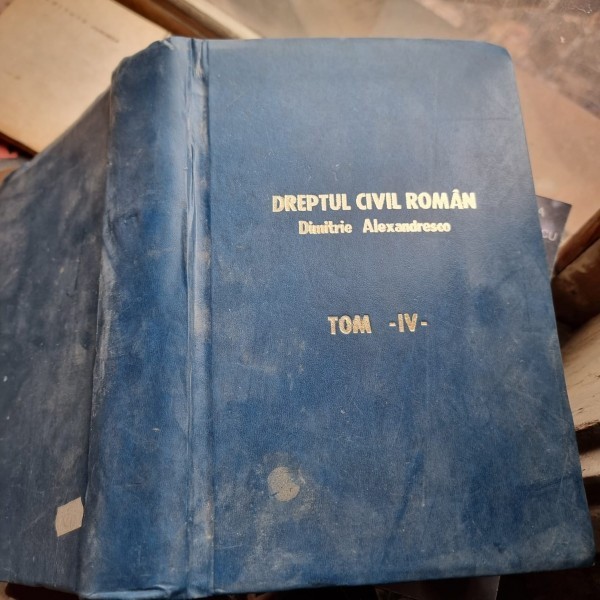 DREPTUL CIVIL ROMÂN
Dimitrie Alexandresco
TOM -IV-